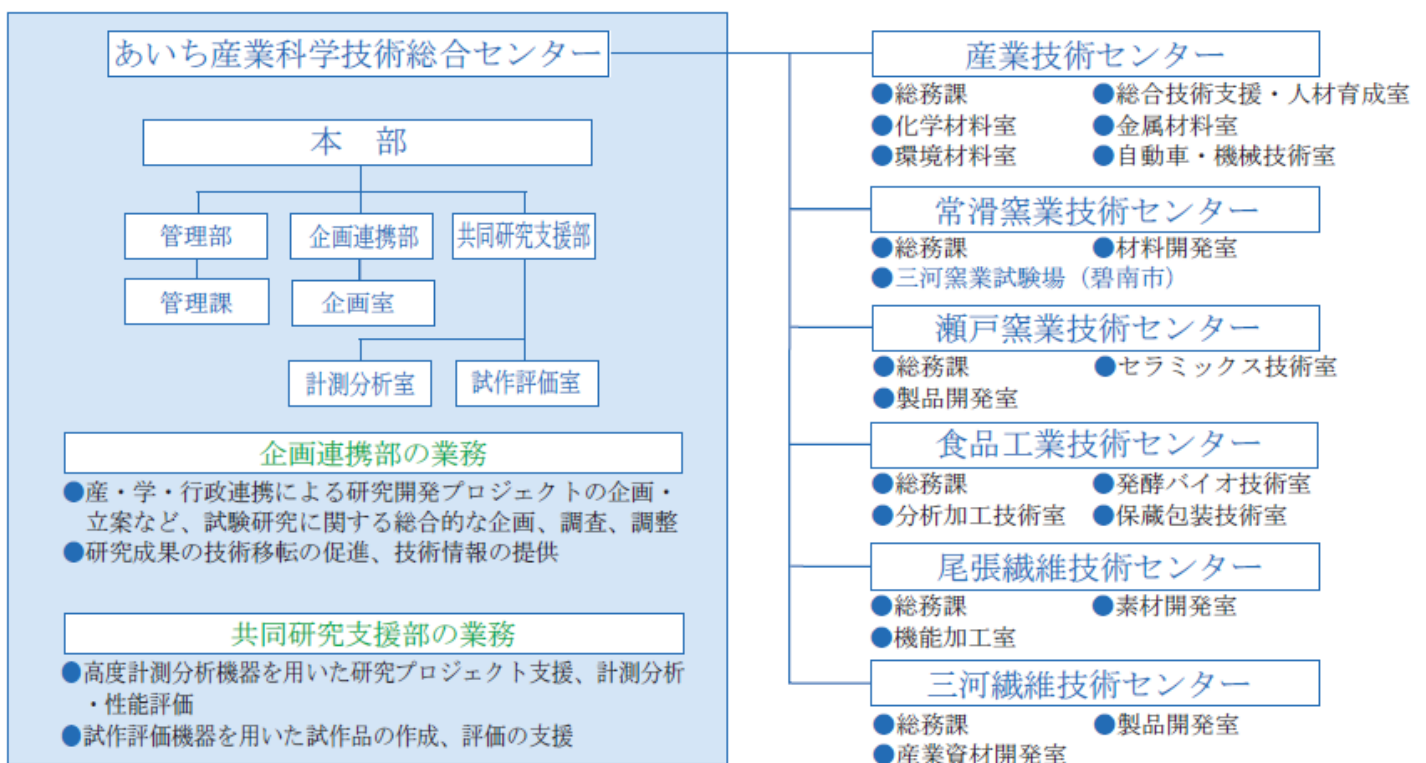 あいち産業科学技術総合センター
本　部
管理部
企画連携部
共同研究支援部
管理課
企画室
計測分析室
試作評価室
企画連携部の業務
●産・学・行政連携による研究開発プロジェクトの企画・
立案など、試験研究に関する総合的な企画、調査、調整
●研究成果の技術移転の促進、技術情報の提供
共同研究支援部の業務
●高度計測分析機器を用いた研究プロジェクト支援、計測分析
・性能評価
●試作評価機器を用いた試作品の作成、評価の支援
産業技術センター
●総務課　●総合技術支援・人材育成室
●化学材料室　●金属材料室
●環境材料室　●自動車・機械技術室
常滑窯業技術センター
●総務課　●材料開発室
●三河窯業試験場（碧南市）
瀬戸窯業技術センター
●総務課　●セラミックス技術室
●製品開発室
食品工業技術センター
●総務課　●発酵バイオ技術室
●分析加工技術室　●保蔵包装技術室
尾張繊維技術センター
●総務課　●素材開発室
●機能加工室
三河繊維技術センター
●総務課　●製品開発室
●産業資材開発室